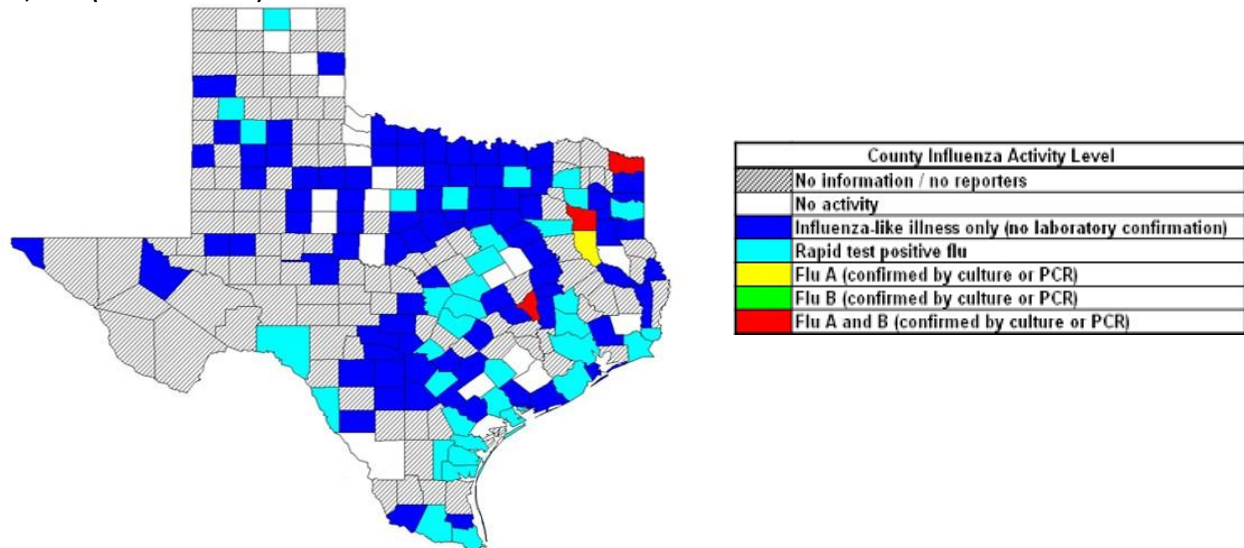 County Influenza Activity Level
No information / no reporters
No activity
Influenza-like illness only (no laboratory confirmation)
Rapid test positive flu
Flu A (confirmed by culture or PCR)
Flu B (confirmed by culture or PCR)
Flu A and B (confirmed by culture or PCR)